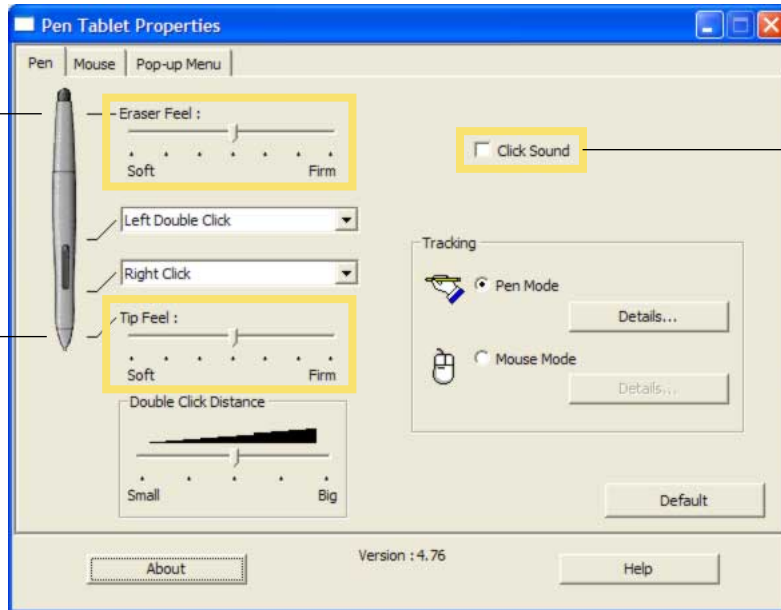 Pen Tablet Properties
Pen Mouse Pop-up Menu
Eraser Feel :
Soft Firm
Click Sound
Left Double Click
Right Click
Tip Feel :
Soft Firm
Double Click Distance
Small Big
Tracking
Pen Mode
Details...
Mouse Mode
Details...
Default
About
Version : 4.76
Help